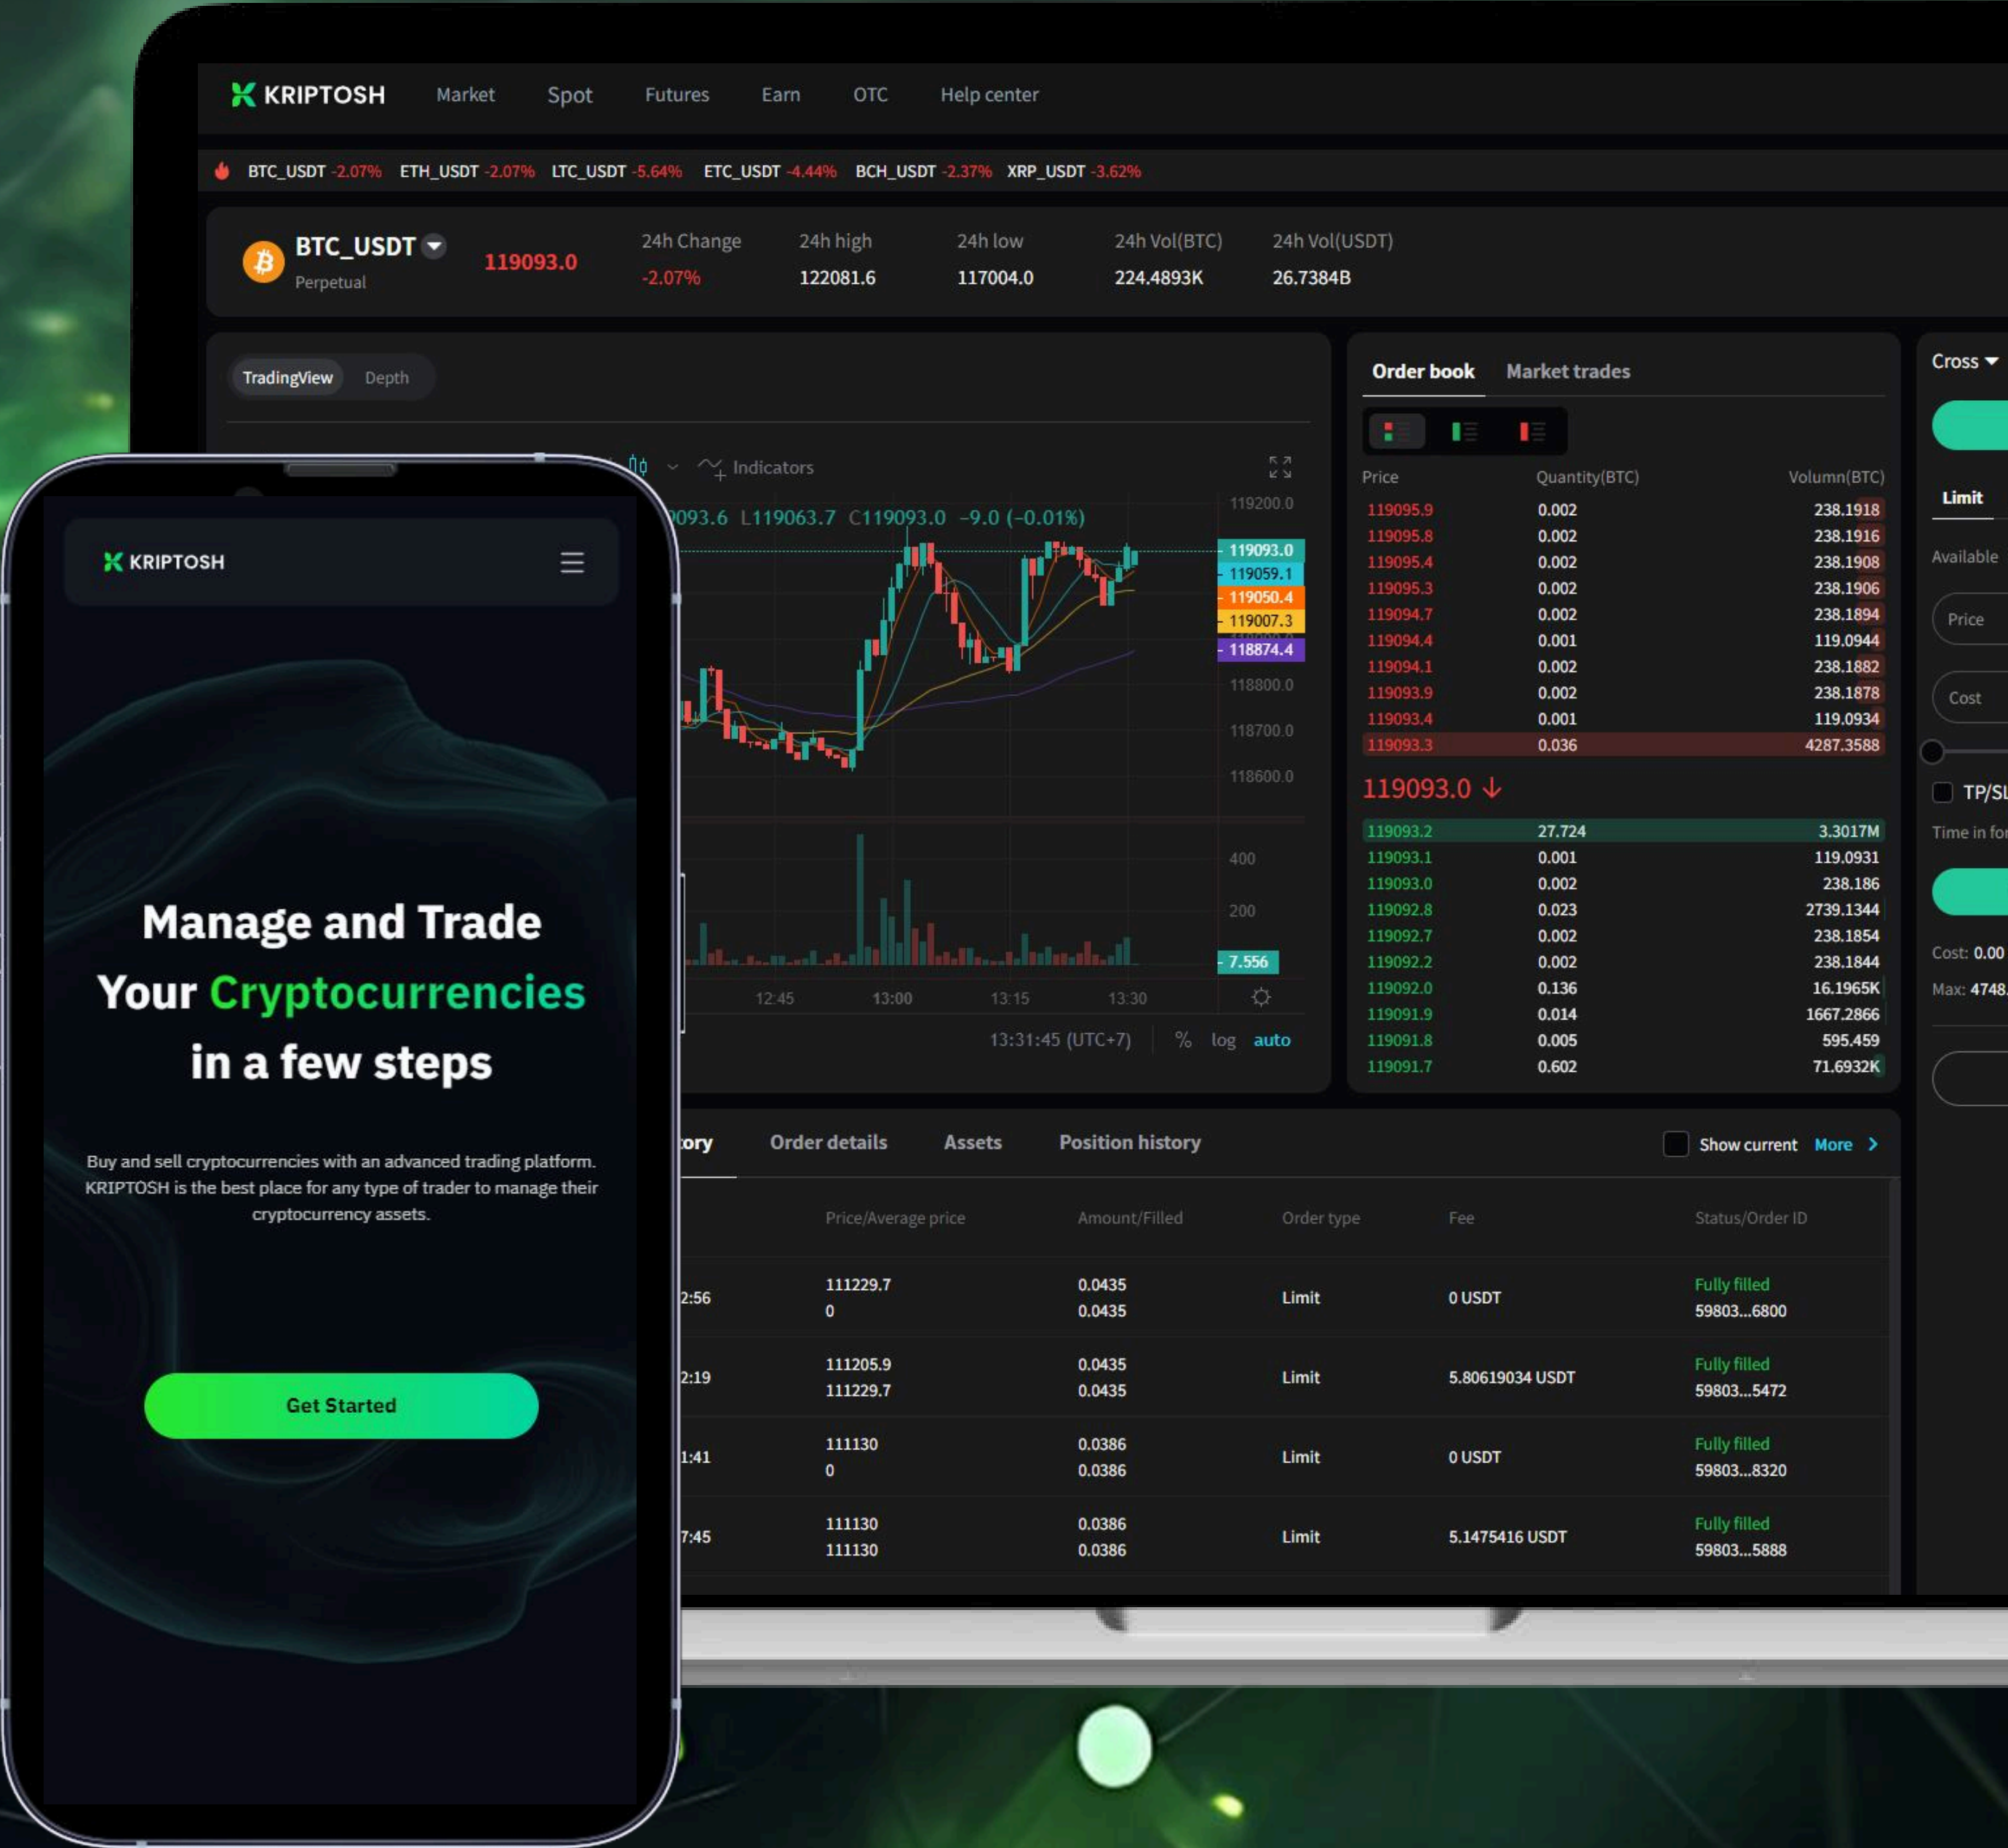 KRIPTOSH Market Spot Futures Earn OTC Help center
BTC_USDT -2.07% ETH_USDT -2.07% LTC_USDT -5.64% ETC_USDT -4.44% BCH_USDT -2.37% XRP_USDT -3.62%
BTC_USDT 119093.0 24h Change 24h high 24h low 24h Vol(BTC) 24h Vol(USDT)
Perpetual -2.07% 122081.6 117004.0 224.4893K 26.7384B
TradingView Depth
Indicators
093.6 L119063.7 C119093.0 −9.0 (−0.01%)
119200.0
119093.0
119059.1
119050.4
119007.3
118874.4
118800.0
118700.0
118600.0
400
200
7.556
12:45 13:00 13:15 13:30
13:31:45 (UTC+7) % log auto
Order book Market trades
Price Quantity(BTC) Volumn(BTC)
119095.9 0.002 238.1918
119095.8 0.002 238.1916
119095.4 0.002 238.1908
119095.3 0.002 238.1906
119094.7 0.002 238.1894
119094.4 0.001 119.0944
119094.1 0.002 238.1882
119093.9 0.002 238.1878
119093.4 0.001 119.0934
119093.3 0.036 4287.3588
119093.0 ↓
119093.2 27.724 3.3017M
119093.1 0.001 119.0931
119093.0 0.002 238.186
119092.8 0.023 2739.1344
119092.7 0.002 238.1854
119092.2 0.002 238.1844
119092.0 0.136 16.1965K
119091.9 0.014 1667.2866
119091.8 0.005 595.459
119091.7 0.602 71.6932K
Cross
Limit
Available
Price
Cost
TP/SL
Time in for
Cost: 0.00
Max: 4748.
ory Order details Assets Position history Show current More
Price/Average price Amount/Filled Order type Fee Status/Order ID
2:56 111229.7 0.0435 Limit 0 USDT Fully filled
0 0.0435 59803...6800
2:19 111205.9 0.0435 Limit 5.80619034 USDT Fully filled
111229.7 0.0435 59803...5472
1:41 111130 0.0386 Limit 0 USDT Fully filled
0 0.0386 59803...8320
7:45 111130 0.0386 Limit 5.1475416 USDT Fully filled
111130 0.0386 59803...5888
KRIPTOSH
Manage and Trade
Your Cryptocurrencies
in a few steps
Buy and sell cryptocurrencies with an advanced trading platform.
KRIPTOSH is the best place for any type of trader to manage their
cryptocurrency assets.
Get Started